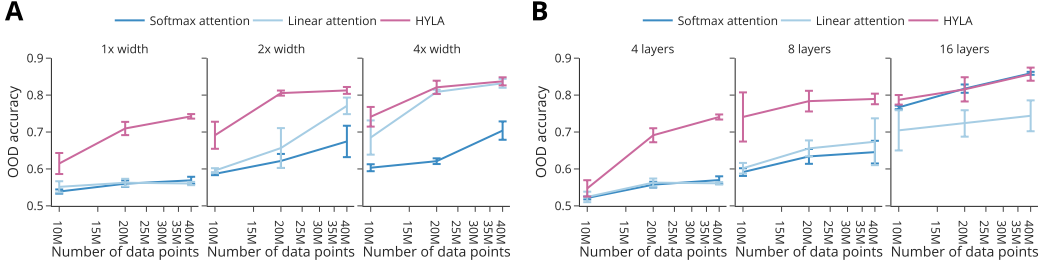 A
Softmax attention Linear attention HYLA
1x width 2x width 4x width
OOD accuracy
0.9
0.8
0.7
0.6
0.5
10M 15M 20M 25M 30M 35M 40M
10M 15M 20M 25M 30M 35M 40M
10M 15M 20M 25M 30M 35M 40M
Number of data points Number of data points Number of data points
B
Softmax attention Linear attention HYLA
4 layers 8 layers 16 layers
OOD accuracy
0.9
0.8
0.7
0.6
0.5
10M 15M 20M 25M 30M 35M 40M
10M 15M 20M 25M 30M 35M 40M
10M 15M 20M 25M 30M 35M 40M
Number of data points Number of data points Number of data points